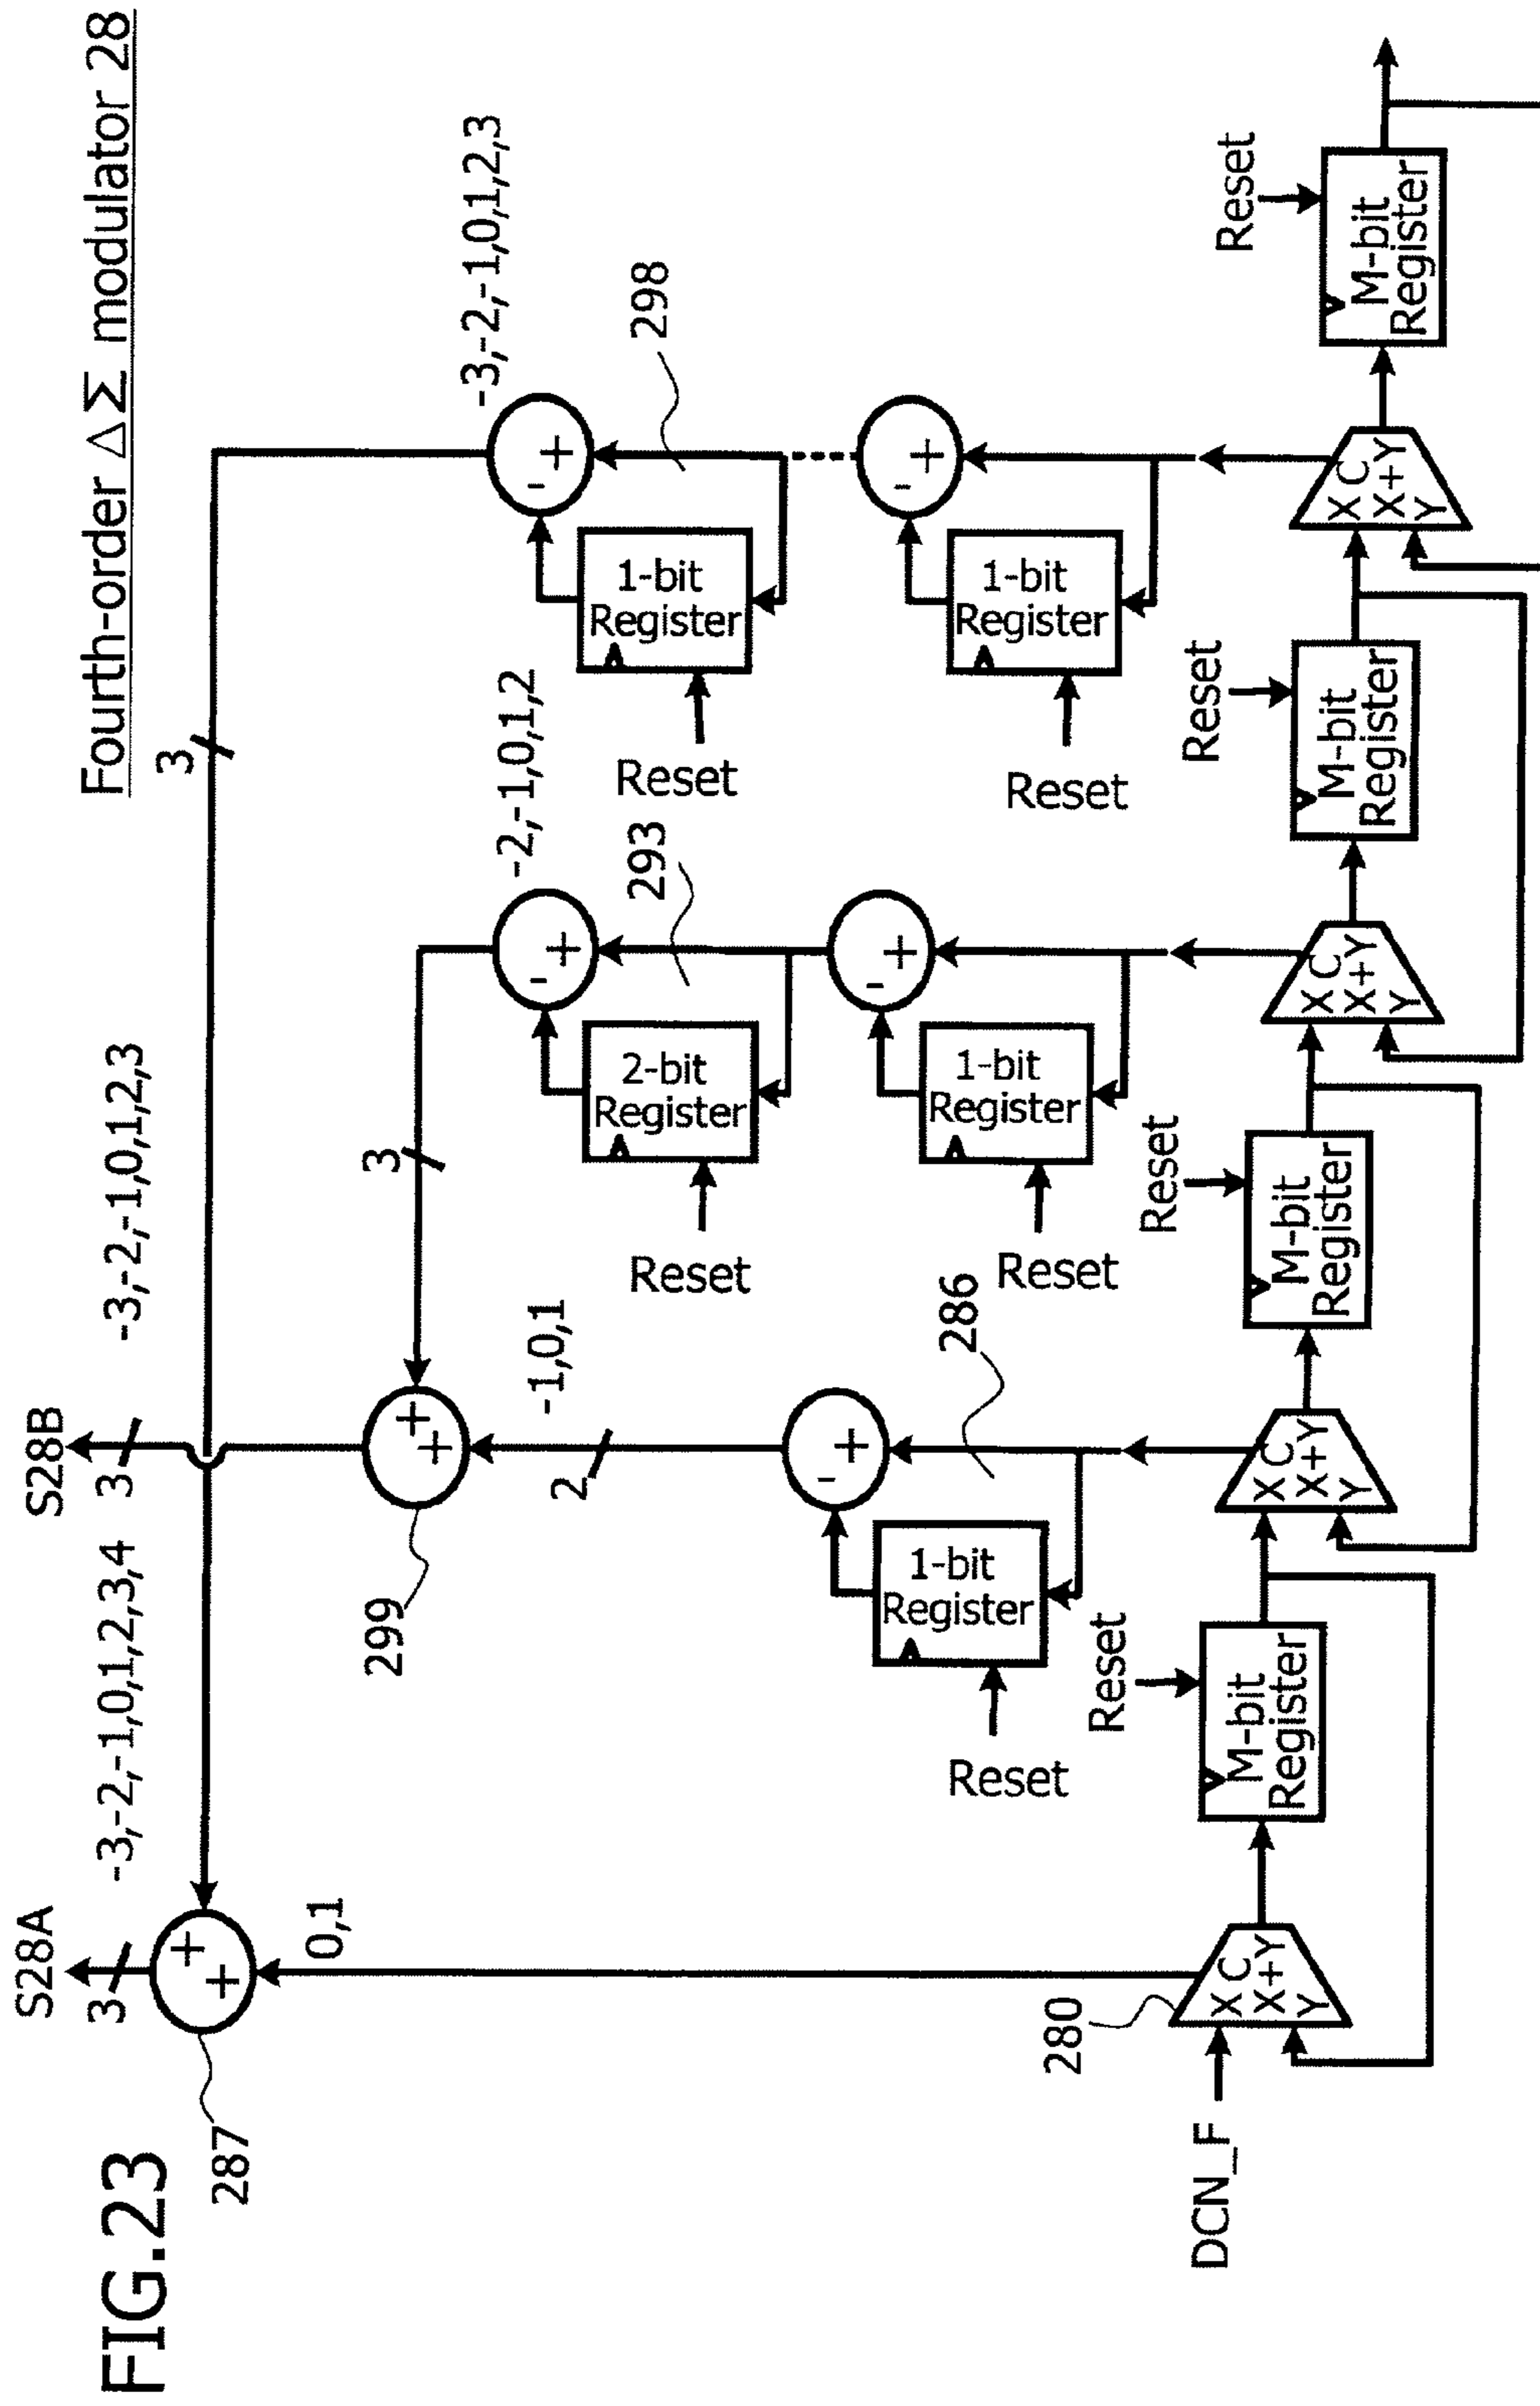 FIG.23
Fourth-order ΔΣ modulator 28
S28A
3
-3,-2,-1,0,1,2,3,4
S28B
3
-3,-2,-1,0,1,2,3
3
+
+
287
0,1
+
+
299
2
-1,0,1
3
-
+
-2,-1,0,1,2
293
2-bit
Register
Reset
-
+
-3,-2,-1,0,1,2,3
298
1-bit
Register
Reset
-
+
286
1-bit
Register
Reset
-
+
1-bit
Register
Reset
-
+
1-bit
Register
Reset
DCN_F
280
X C
X+Y
Y
Reset
M-bit
Register
X C
X+Y
Y
Reset
M-bit
Register
X C
X+Y
Y
Reset
M-bit
Register
X C
X+Y
Y
Reset
M-bit
Register